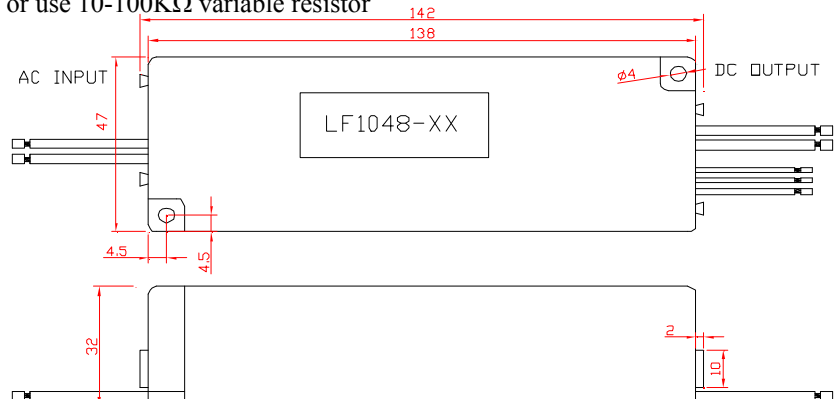 or use 10-100KΩ variable resistor
142
138
AC INPUT
ø4
DC OUTPUT
47
LF1048-XX
4.5
4.5
32
2
10